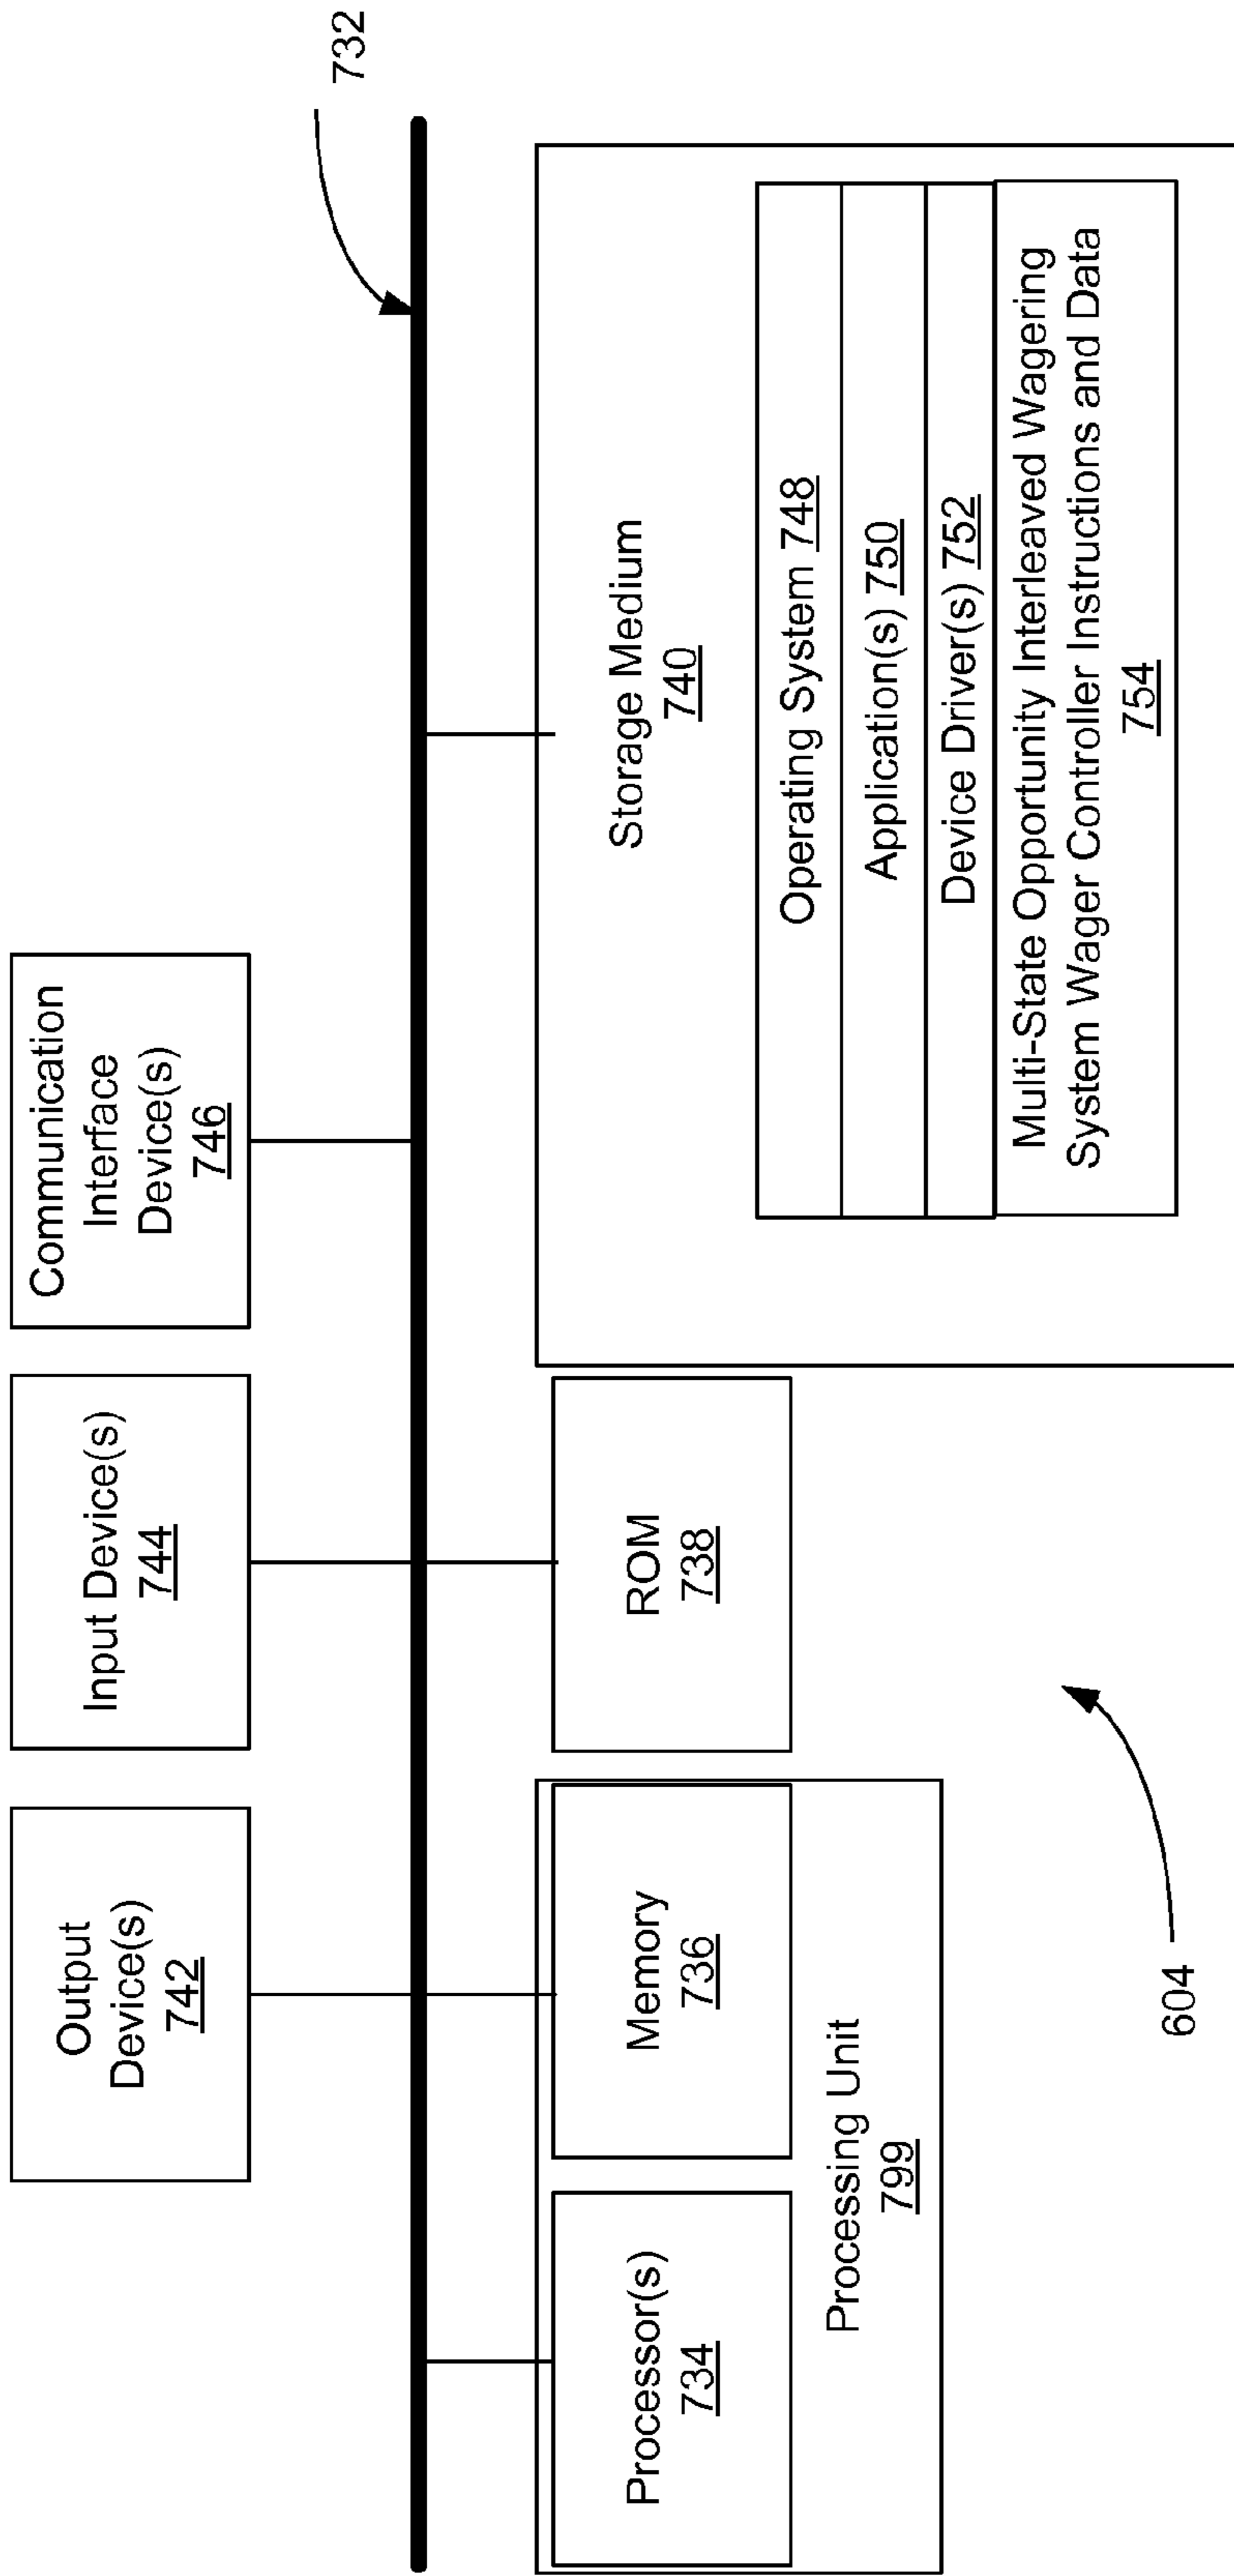 732
Output
Device(s)
742
Input Device(s)
744
Communication
Interface
Device(s)
746
Processor(s)
734
Memory
736
Processing Unit
799
ROM
738
Storage Medium
740
Operating System 748
Application(s) 750
Device Driver(s) 752
Multi-State Opportunity Interleaved Wagering
System Wager Controller Instructions and Data
754
604